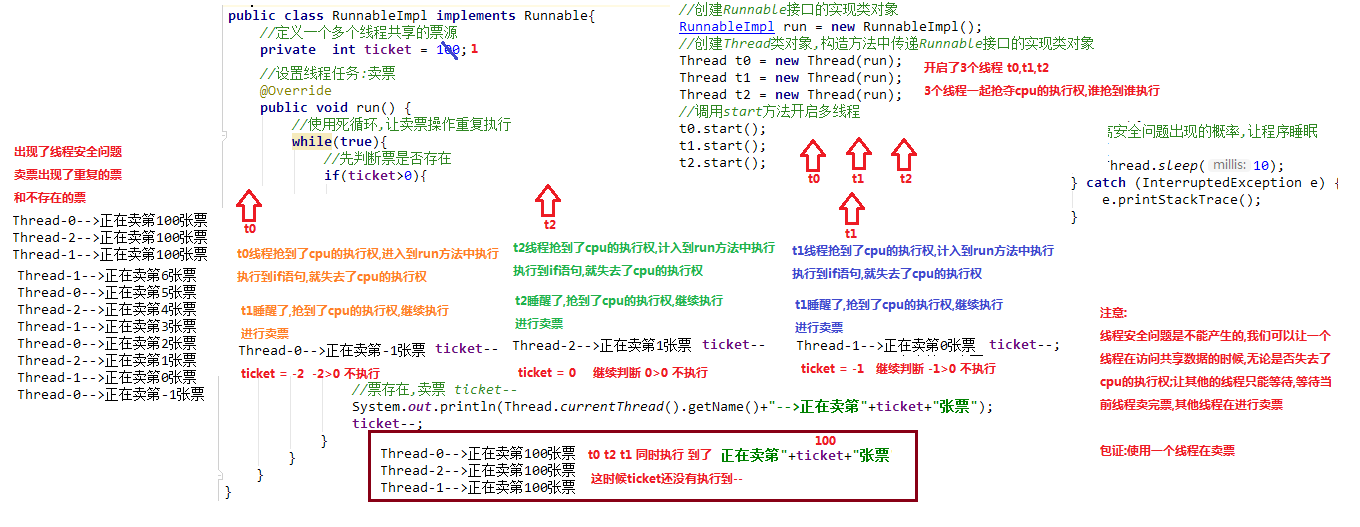 public class RunnableImpl implements Runnable{
//定义一个多个线程共享的票源
private int ticket = 100; 1
//设置线程任务:卖票
@Override
public void run() {
//使用死循环,让卖票操作重复执行
while(true){
//先判断票是否存在
if(ticket>0){
//创建Runnable接口的实现类对象
RunnableImpl run = new RunnableImpl();
//创建Thread类对象,构造方法中传递Runnable接口的实现类对象
Thread t0 = new Thread(run);
Thread t1 = new Thread(run);
Thread t2 = new Thread(run);
开启了3个线程 t0,t1,t2
3个线程一起抢夺cpu的执行权,谁抢到谁执行
//调用start方法开启多线程
t0.start();
t1.start();
t2.start();
t0 t1 t2
高安全问题出现的概率,让程序睡眠
Thread.sleep( millis: 10);
} catch (InterruptedException e) {
e.printStackTrace();
}
出现了线程安全问题
卖票出现了重复的票
和不存在的票
Thread-0-->正在卖第100张票
Thread-2-->正在卖第100张票
Thread-1-->正在卖第100张票
Thread-1-->正在卖第6张票
Thread-0-->正在卖第5张票
Thread-2-->正在卖第4张票
Thread-1-->正在卖第3张票
Thread-0-->正在卖第2张票
Thread-2-->正在卖第1张票
Thread-1-->正在卖第0张票
Thread-0-->正在卖第-1张票
t0
t0线程抢到了cpu的执行权,进入到run方法中执行
执行到if语句,就失去了cpu的执行权
t1睡醒了,抢到了cpu的执行权,继续执行
进行卖票
Thread-0-->正在卖第-1张票 ticket--
ticket = -2 -2>0 不执行
t2
t2线程抢到了cpu的执行权,计入到run方法中执行
执行到if语句,就失去了cpu的执行权
t2睡醒了,抢到了cpu的执行权,继续执行
进行卖票
Thread-2-->正在卖第1张票 ticket--
ticket = 0 继续判断 0>0 不执行
t1
t1线程抢到了cpu的执行权,计入到run方法中执行
执行到if语句,就失去了cpu的执行权
t1睡醒了,抢到了cpu的执行权,继续执行
进行卖票
Thread-1-->正在卖第0张票 ticket--;
ticket = -1 继续判断 -1>0 不执行
注意:
线程安全问题是不能产生的,我们可以让一个
线程在访问共享数据的时候,无论是否失去了
cpu的执行权;让其他的线程只能等待,等待当
前线程卖完票,其他线程在进行卖票
包证:使用一个线程在卖票
//票存在,卖票 ticket--
System.out.println(Thread.currentThread().getName()+"-->正在卖第"+ticket+"张票");
ticket--;
}
}
}
}
Thread-0-->正在卖第100张票
Thread-2-->正在卖第100张票
Thread-1-->正在卖第100张票
100
t0 t2 t1 同时执行 到了 正在卖第"+ticket+"张票
这时候ticket还没有执行到--